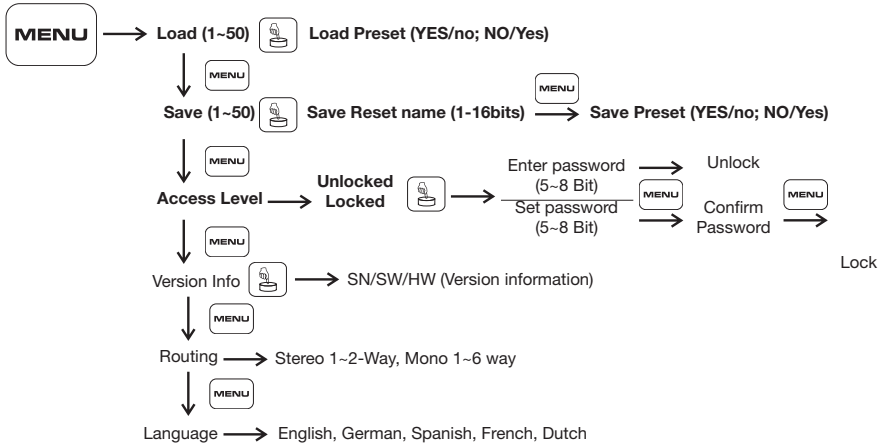 MENU
Load (1~50) Load Preset (YES/no; NO/Yes)
MENU
MENU
Save (1~50) Save Reset name (1-16bits) Save Preset (YES/no; NO/Yes)
MENU
Enter password Unlock
(5~8 Bit)
Unlocked
Locked
MENU MENU
Access Level
Set password Confirm
(5~8 Bit) Password
MENU
Lock
Version Info SN/SW/HW (Version information)
MENU
Routing Stereo 1~2-Way, Mono 1~6 way
MENU
Language English, German, Spanish, French, Dutch